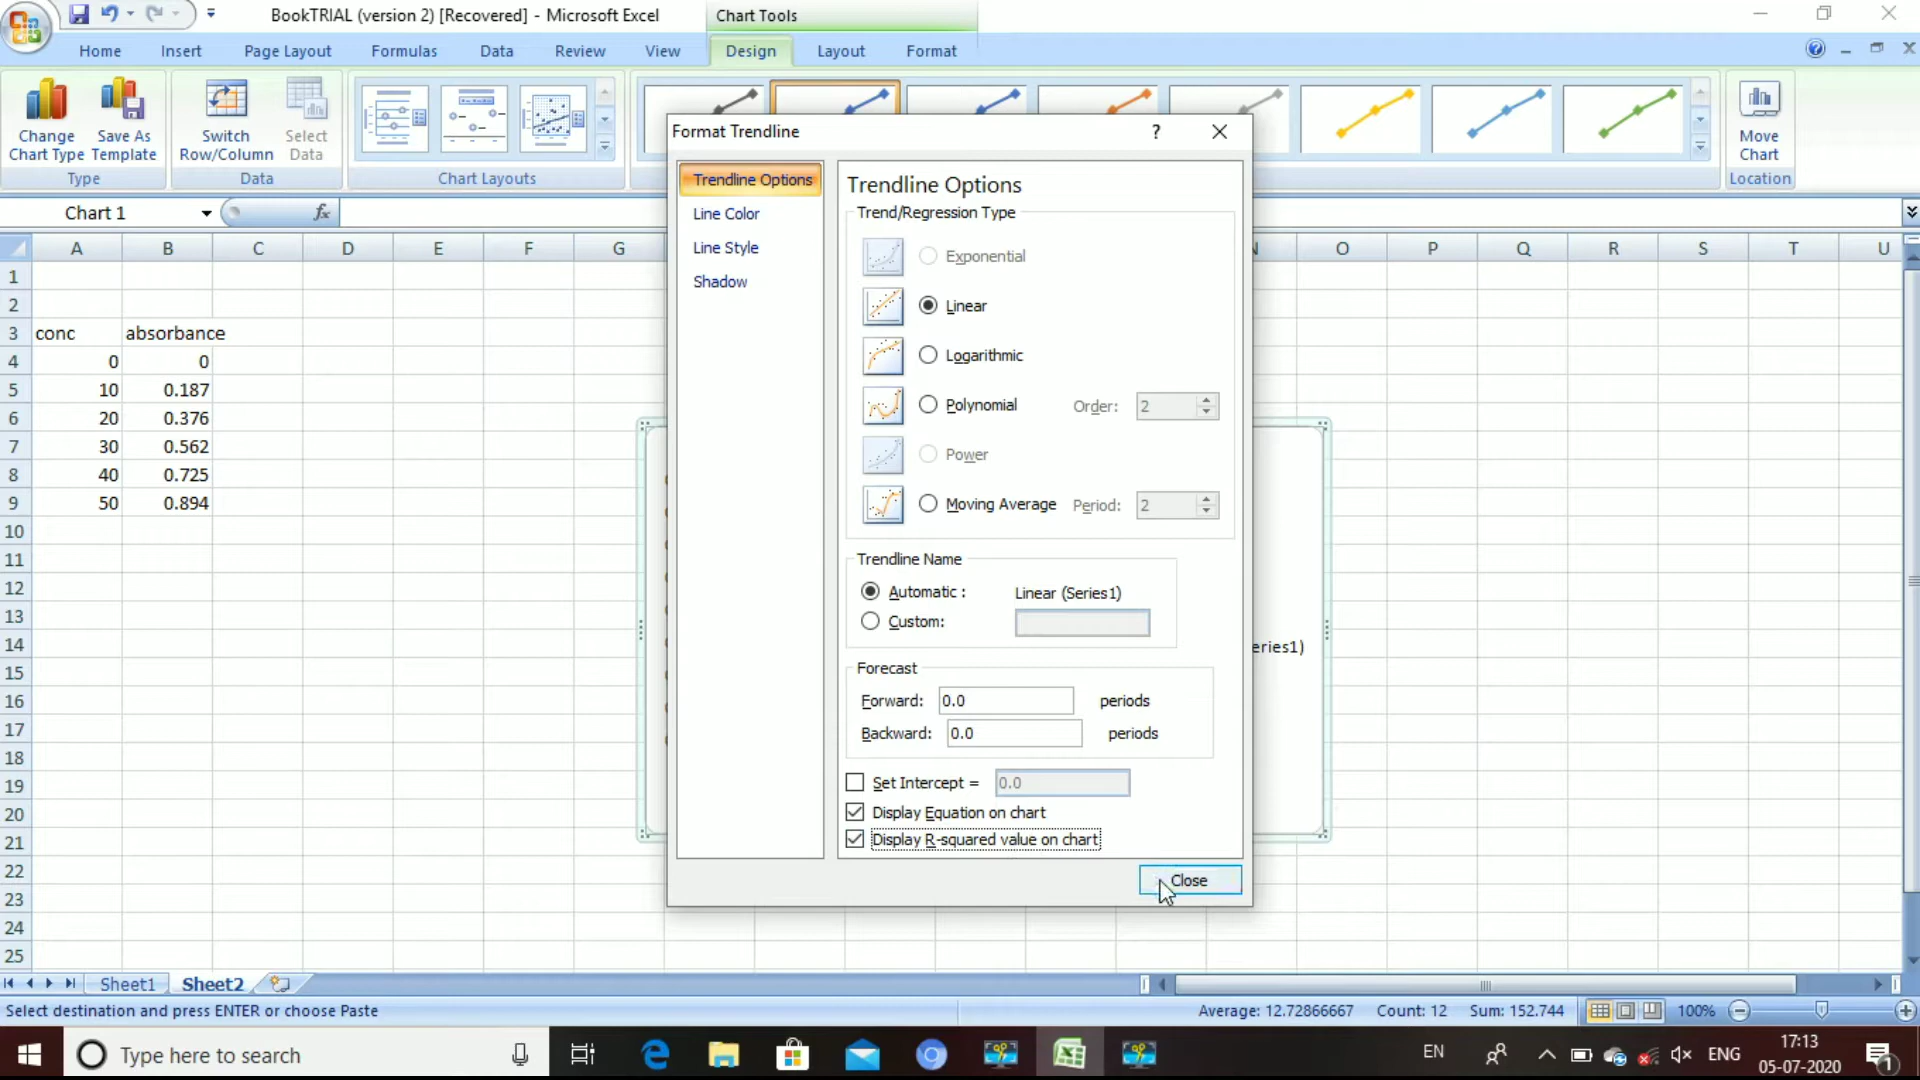 BookTRIAL (version 2) [Recovered] - Microsoft Excel
Chart Tools
Home Insert Page Layout Formulas Data Review View Design Layout Format
Change Chart Type
Save As Template
Switch Row/Column
Select Data
Move Chart
Type Data Chart Layouts Location
Chart 1
fx
Format Trendline
?
Trendline Options
Line Color
Line Style
Shadow
Trendline Options
Trend/Regression Type
Exponential
Linear
Logarithmic
Polynomial Order: 2
Power
Moving Average Period: 2
Trendline Name
Automatic : Linear (Series1)
Custom:
Forecast
Forward: 0.0 periods
Backward: 0.0 periods
Set Intercept = 0.0
Display Equation on chart
Display R-squared value on chart
Close
A B C D E F G N O P Q R S T U
1
2
3 conc absorbance
4 0 0
5 10 0.187
6 20 0.376
7 30 0.562
8 40 0.725
9 50 0.894
10
11
12
13
14 eries1)
15
16
17
18
19
20
21
22
23
24
25
Sheet1 Sheet2
Select destination and press ENTER or choose Paste
Average: 12.72866667 Count: 12 Sum: 152.744 100%
Type here to search
EN
ENG
17:13
05-07-2020
1